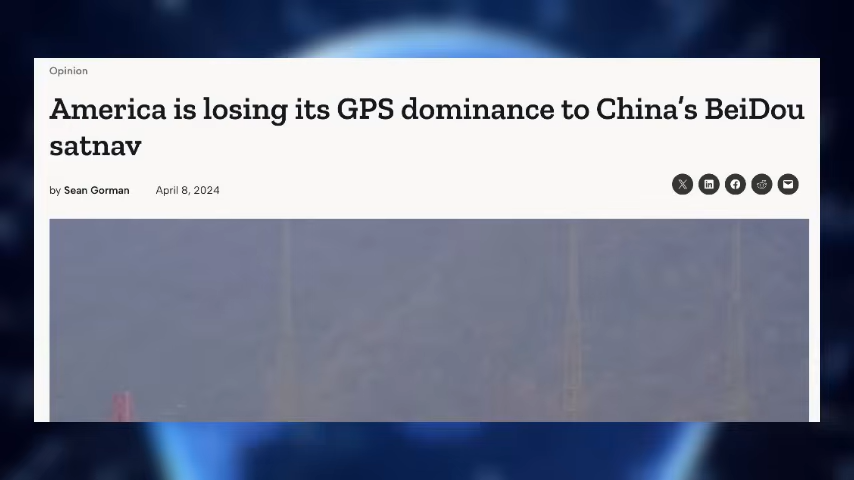 Opinion
America is losing its GPS dominance to China's BeiDou
satnav
by Sean Gorman April 8, 2024